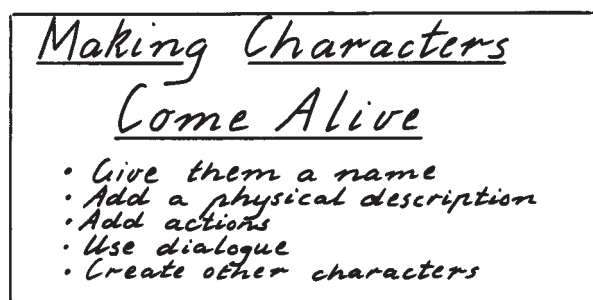 Making Characters
Come Alive
• Give them a name
• Add a physical description
• Add actions
• Use dialogue
• Create other characters